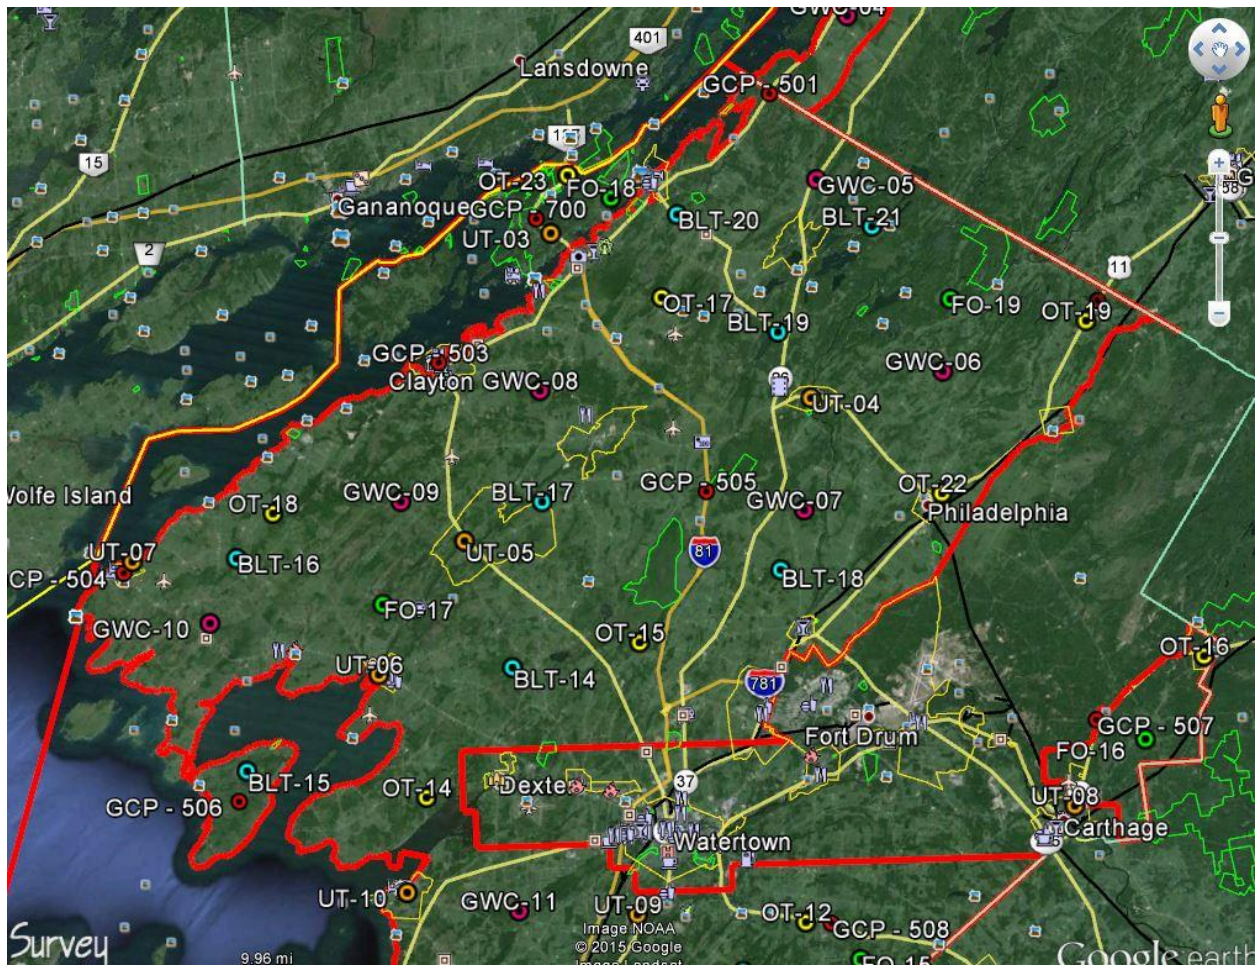 GWC-04
401
Lansdowne
GCP - 501
15
137
OT-23
FO-18
GWC-05
Gananoque
GCP - 700
BLT-20
BLT-21
UT-03
2
11
OT-17
FO-19
OT-19
BLT-19
GCP - 503
GWC-06
Clayton
GWC-08
UT-04
GCP - 505
OT-22
Wolfe Island
GWC-09
BLT-17
OT-18
GWC-07
Philadelphia
UT-07
UT-05
81
BLT-16
BLT-18
CP - 504
FO-17
GWC-10
OT-15
OT-16
UT-06
BLT-14
781
GCP - 507
Fort Drum
FO-16
BLT-15
OT-14
Dexte
37
GCP - 506
UT-08
Carthage
Watertown
UT-10
GWC-11
UT-09
OT-12
GCP - 508
Survey
Image NOAA
© 2015 Google
Image Landsat
9.96 mi
FO-15
Google earth